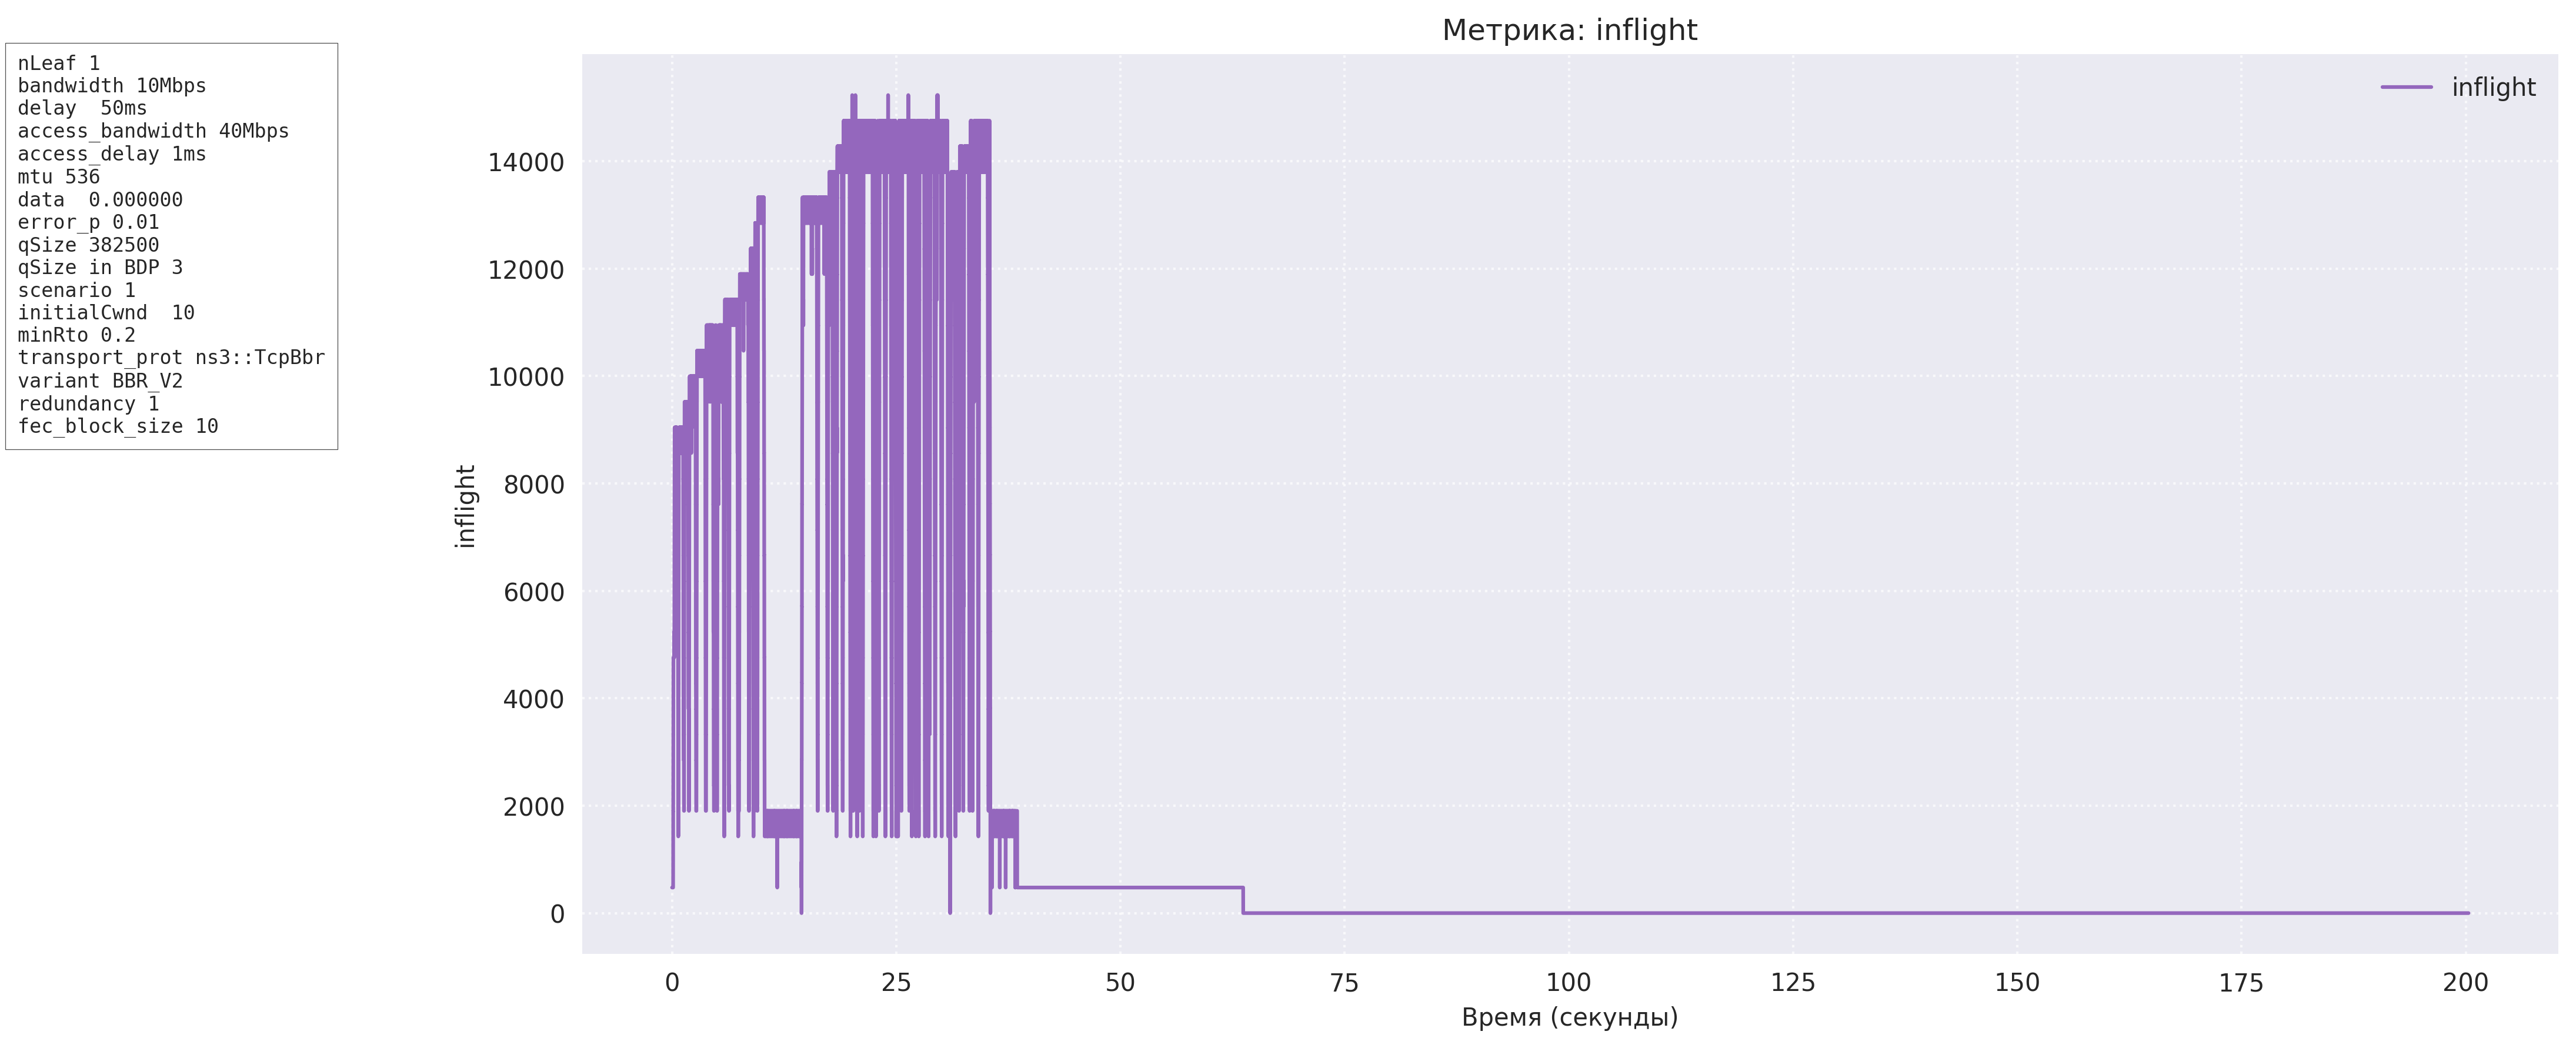 nLeaf 1
bandwidth 10Mbps
delay  50ms
access_bandwidth 40Mbps
access_delay 1ms
mtu 536
data  0.000000
error_p 0.01
qSize 382500
qSize in BDP 3
scenario 1
initialCwnd  10
minRto 0.2
transport_prot ns3::TcpBbr
variant BBR_V2
redundancy 1
fec_block_size 10
Метрика: inflight
inflight
inflight
14000
12000
10000
8000
6000
4000
2000
0
0 25 50 75 100 125 150 175 200
Время (секунды)